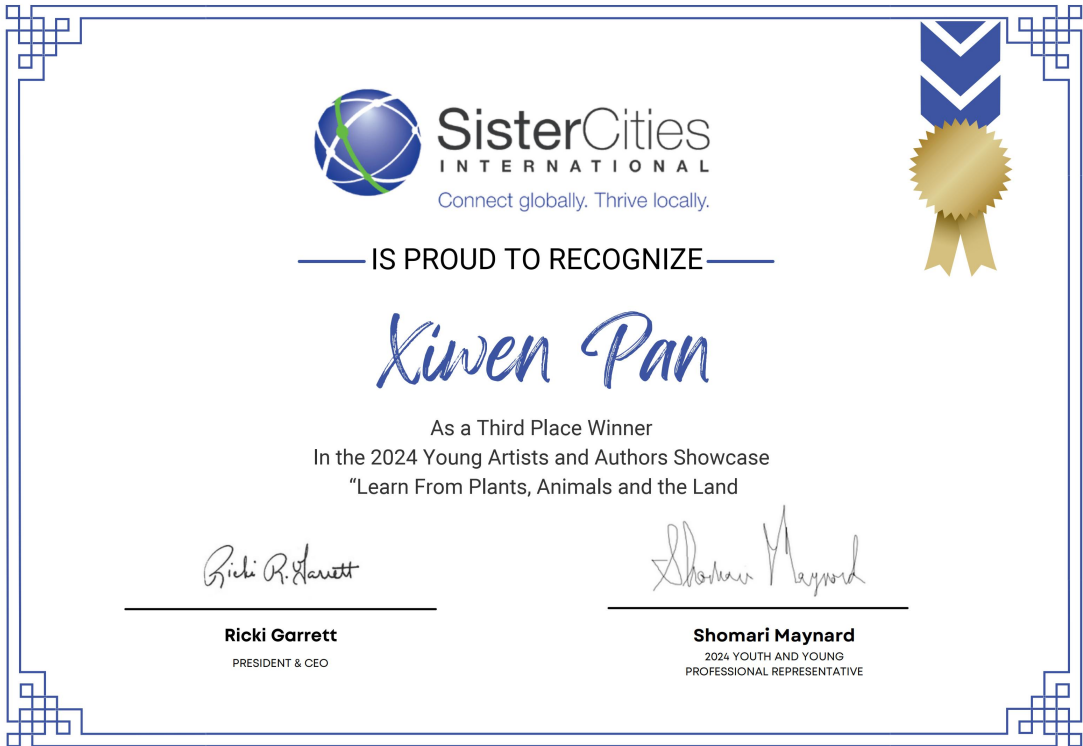 SisterCities
INTERNATIONAL
Connect globally. Thrive locally.
IS PROUD TO RECOGNIZE
Xiwen Pan
As a Third Place Winner
In the 2024 Young Artists and Authors Showcase
“Learn From Plants, Animals and the Land
Ricki R. Garrett
Shomari Maynard
Ricki Garrett
Shomari Maynard
PRESIDENT & CEO
2024 YOUTH AND YOUNG
PROFESSIONAL REPRESENTATIVE